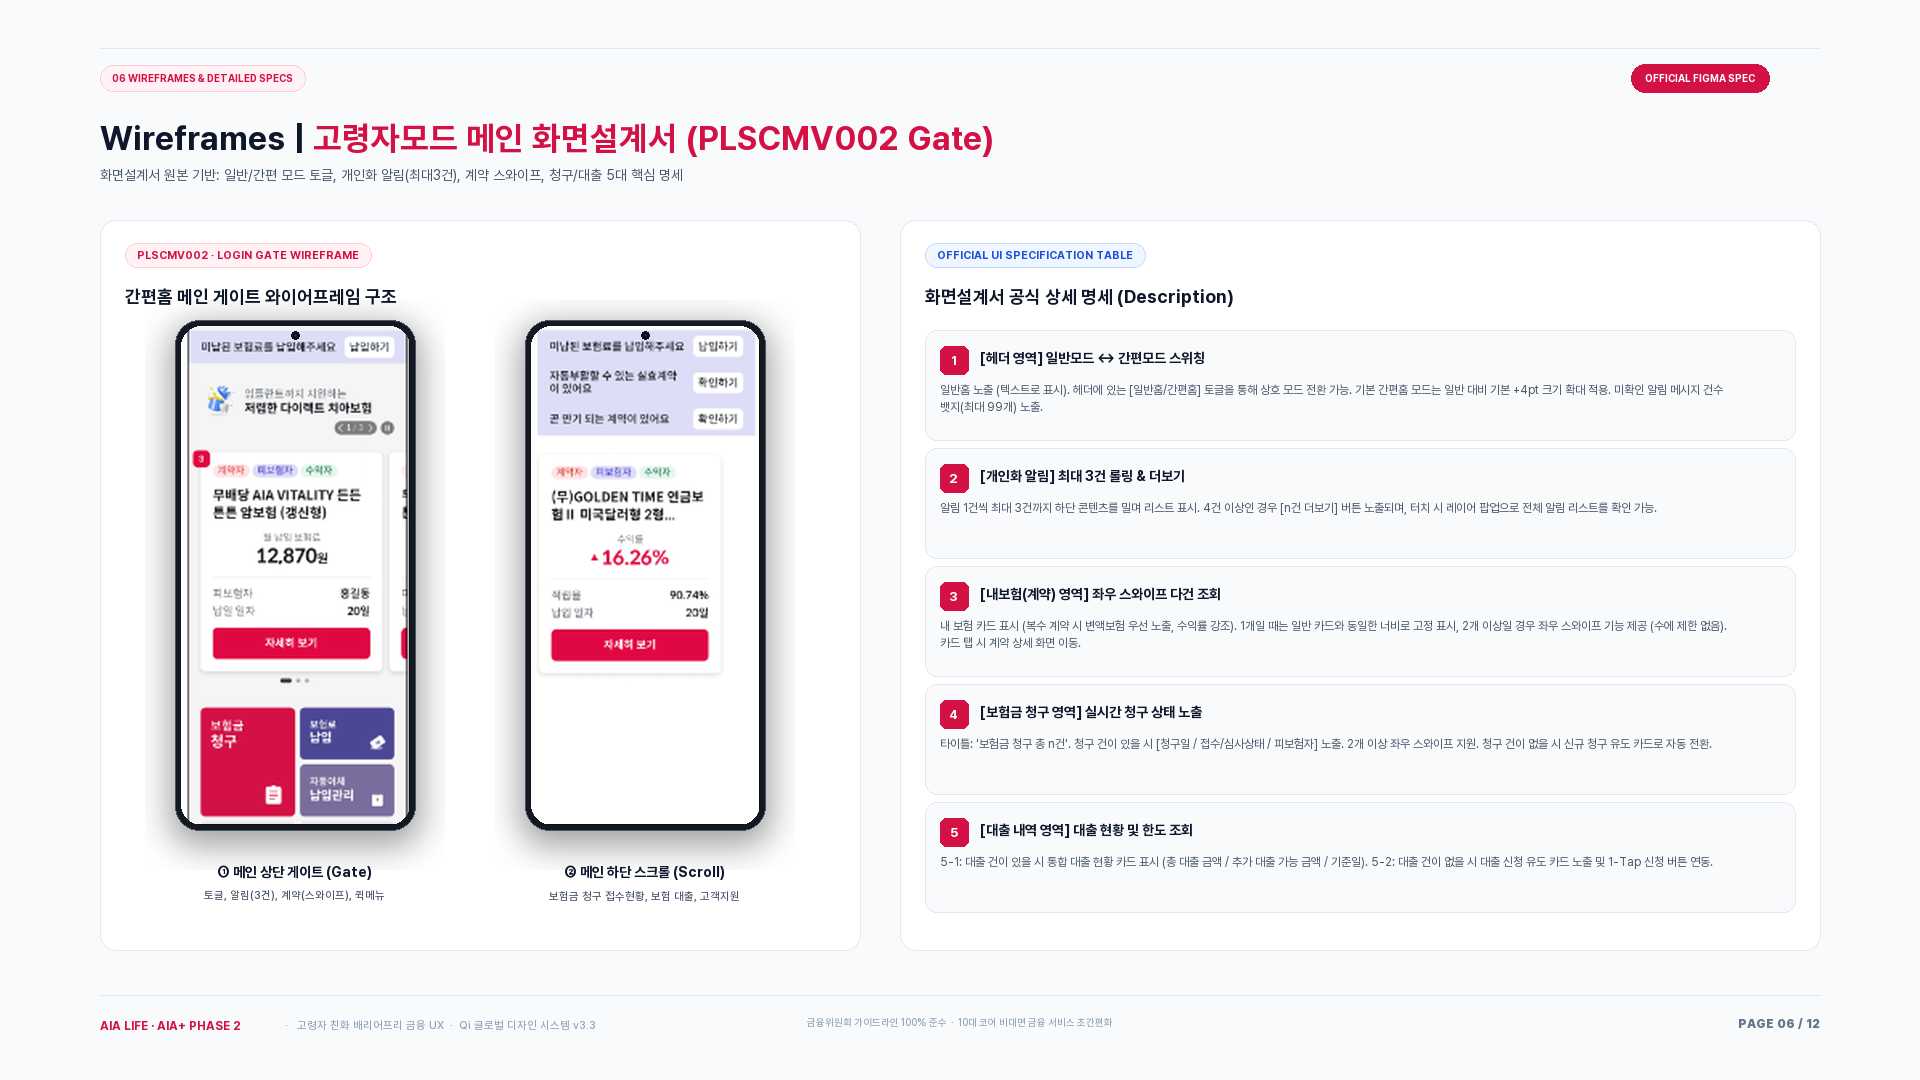 06 WIREFRAMES & DETAILED SPECS
OFFICIAL FIGMA SPEC
Wireframes | 고령자모드 메인 화면설계서 (PLSCMV002 Gate)
화면설계서 원본 기반: 일반/간편 모드 토글, 개인화 알림(최대3건), 계약 스와이프, 청구/대출 5대 핵심 명세
PLSCMV002 · LOGIN GATE WIREFRAME
간편홈 메인 게이트 와이어프레임 구조
미납된 보험료를 납입해주세요 납입하기
임플란트까지 지원하는
저렴한 다이렉트 치아보험
1 / 3
3
계약자 피보험자 수익자
무배당 AIA VITALITY 든든
튼튼 암보험 (갱신형)
월 납입 보험료
12,870원
피보험자 홍길동
납입 일자 20일
자세히 보기
보험금
청구
보험료
납입
자동이체
납입관리
① 메인 상단 게이트 (Gate)
토글, 알림(3건), 계약(스와이프), 퀵메뉴
미납된 보험료를 납입해주세요 납입하기
자동부활할 수 있는 실효계약
이 있어요 확인하기
곧 만기 되는 계약이 있어요 확인하기
계약자 피보험자 수익자
(무)GOLDEN TIME 연금보
험 II 미국달러형 2형...
수익률
▲16.26%
적립율 90.74%
납입 일자 20일
자세히 보기
② 메인 하단 스크롤 (Scroll)
보험금 청구 접수현황, 보험 대출, 고객지원
OFFICIAL UI SPECIFICATION TABLE
화면설계서 공식 상세 명세 (Description)
1 [헤더 영역] 일반모드 ↔ 간편모드 스위칭
일반홈 노출 (텍스트로 표시). 헤더에 있는 [일반홈/간편홈] 토글을 통해 상호 모드 전환 가능. 기본 간편홈 모드는 일반 대비 기본 +4pt 크기 확대 적용. 미확인 알림 메시지 건수
뱃지(최대 99개) 노출.
2 [개인화 알림] 최대 3건 롤링 & 더보기
알림 1건씩 최대 3건까지 하단 콘텐츠를 밀며 리스트 표시. 4건 이상인 경우 [n건 더보기] 버튼 노출되며, 터치 시 레이어 팝업으로 전체 알림 리스트를 확인 가능.
3 [내보험(계약) 영역] 좌우 스와이프 다건 조회
내 보험 카드 표시 (복수 계약 시 변액보험 우선 노출, 수익률 강조). 1개일 때는 일반 카드와 동일한 너비로 고정 표시, 2개 이상일 경우 좌우 스와이프 기능 제공 (수에 제한 없음).
카드 탭 시 계약 상세 화면 이동.
4 [보험금 청구 영역] 실시간 청구 상태 노출
타이틀: '보험금 청구 총 n건'. 청구 건이 있을 시 [청구일 / 접수/심사상태 / 피보험자] 노출. 2개 이상 좌우 스와이프 지원. 청구 건이 없을 시 신규 청구 유도 카드로 자동 전환.
5 [대출 내역 영역] 대출 현황 및 한도 조회
5-1: 대출 건이 있을 시 통합 대출 현황 카드 표시 (총 대출 금액 / 추가 대출 가능 금액 / 기준일). 5-2: 대출 건이 없을 시 대출 신청 유도 카드 노출 및 1-Tap 신청 버튼 연동.
AIA LIFE · AIA+ PHASE 2 · 고령자 친화 배리어프리 금융 UX · Qi 글로벌 디자인 시스템 v3.3
금융위원회 가이드라인 100% 준수 · 10대 코어 비대면 금융 서비스 초간편화
PAGE 06 / 12